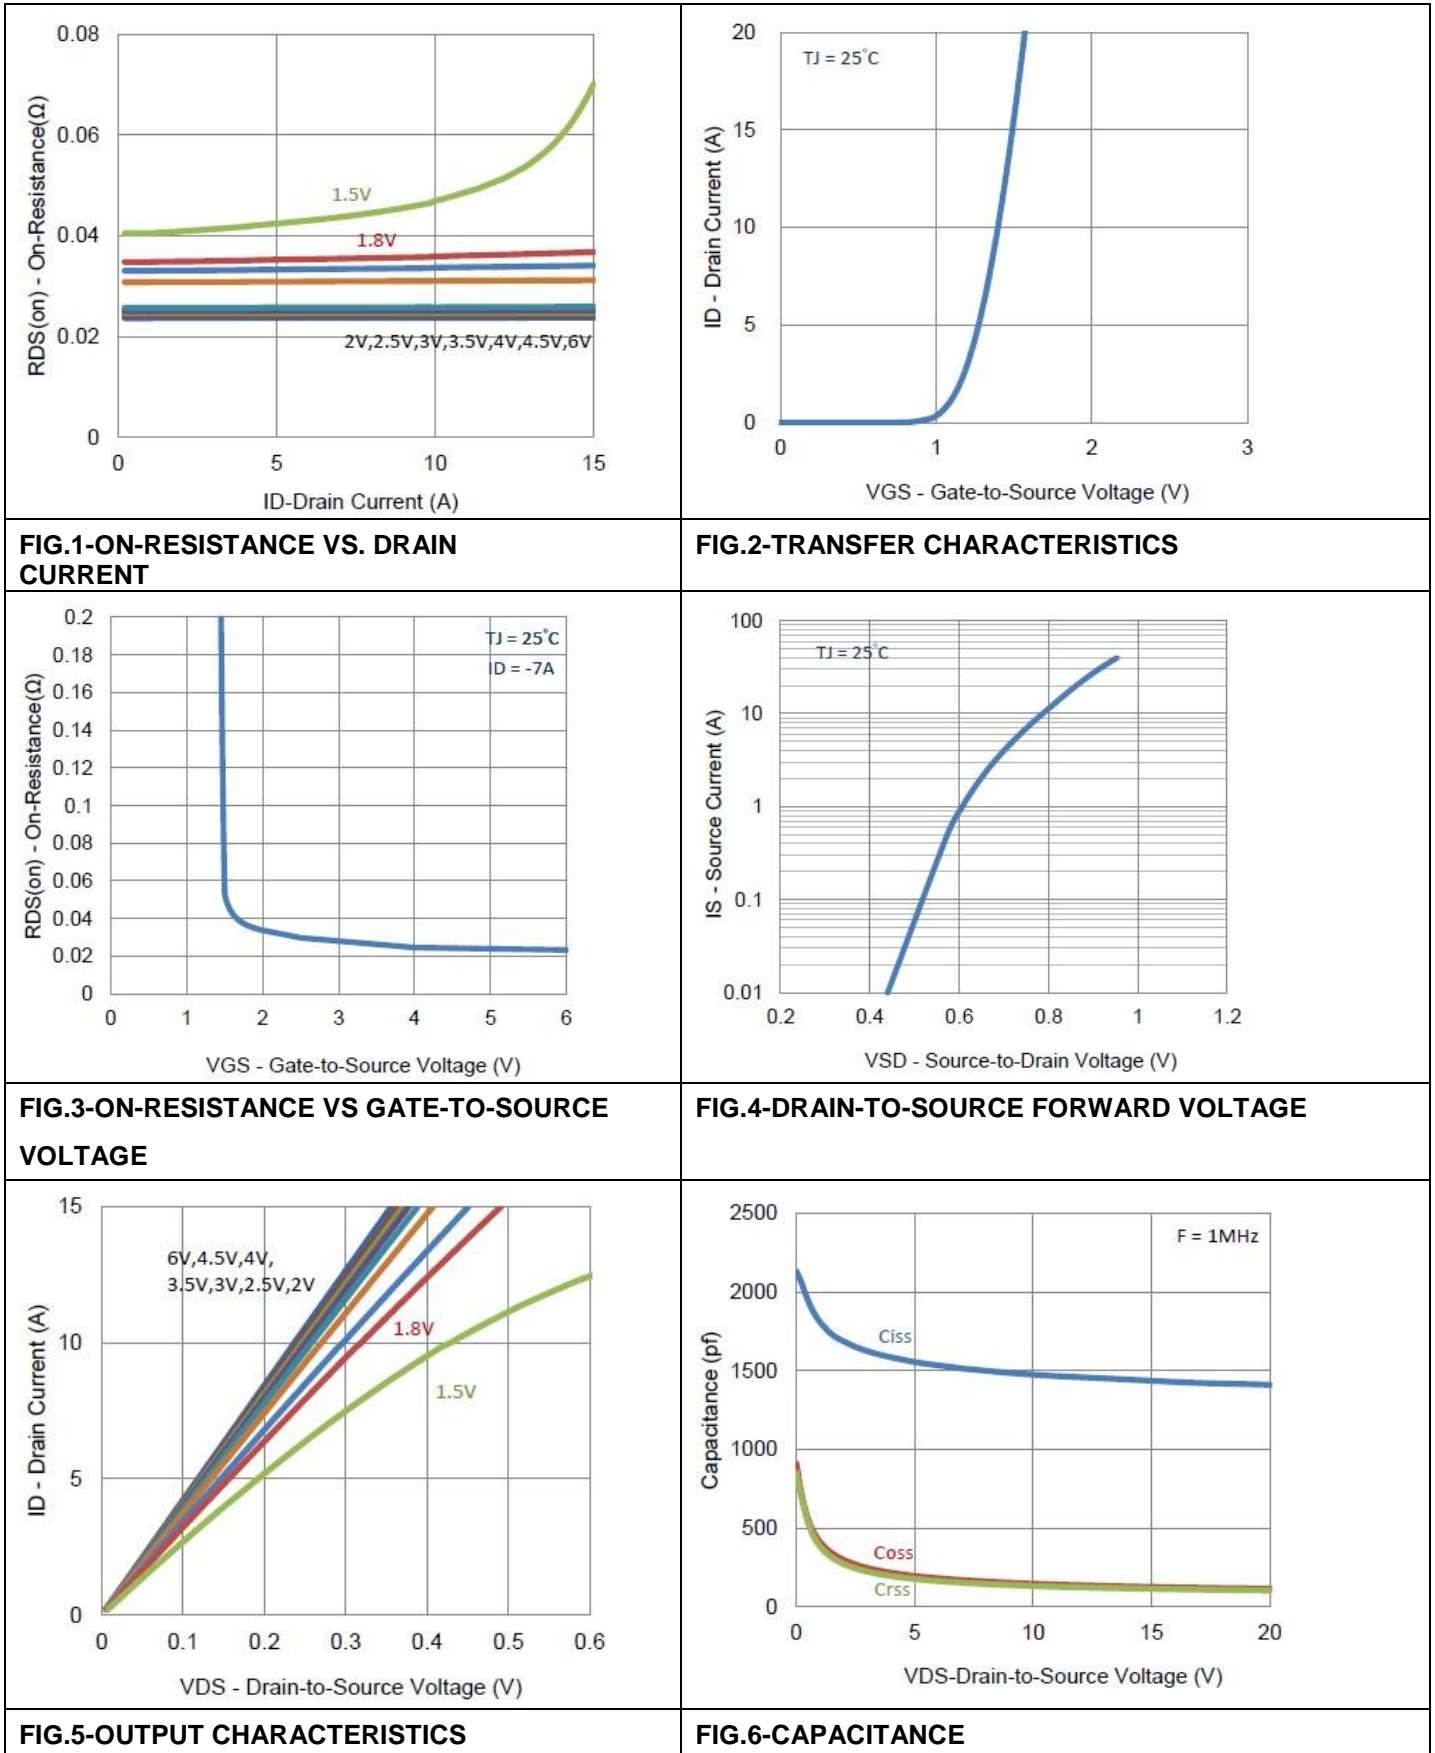 0.08
0.06
0.04
0.02
0
RDS(on) - On-Resistance(Ω)
1.5V
1.8V
2V,2.5V,3V,3.5V,4V,4.5V,6V
0 5 10 15
ID-Drain Current (A)
20
15
10
5
0
ID - Drain Current (A)
TJ = 25°C
0 1 2 3
VGS - Gate-to-Source Voltage (V)
FIG.1-ON-RESISTANCE VS. DRAIN
CURRENT
FIG.2-TRANSFER CHARACTERISTICS
0.2
0.18
0.16
0.14
0.12
0.1
0.08
0.06
0.04
0.02
0
RDS(on) - On-Resistance(Ω)
TJ = 25°C
ID = -7A
0 1 2 3 4 5 6
VGS - Gate-to-Source Voltage (V)
100
10
1
0.1
0.01
IS - Source Current (A)
TJ = 25°C
0.2 0.4 0.6 0.8 1 1.2
VSD - Source-to-Drain Voltage (V)
FIG.3-ON-RESISTANCE VS GATE-TO-SOURCE
VOLTAGE
FIG.4-DRAIN-TO-SOURCE FORWARD VOLTAGE
15
10
5
0
ID - Drain Current (A)
6V,4.5V,4V,
3.5V,3V,2.5V,2V
1.8V
1.5V
0 0.1 0.2 0.3 0.4 0.5 0.6
VDS - Drain-to-Source Voltage (V)
2500
2000
1500
1000
500
0
Capacitance (pf)
F = 1MHz
Ciss
Coss
Crss
0 5 10 15 20
VDS-Drain-to-Source Voltage (V)
FIG.5-OUTPUT CHARACTERISTICS
FIG.6-CAPACITANCE